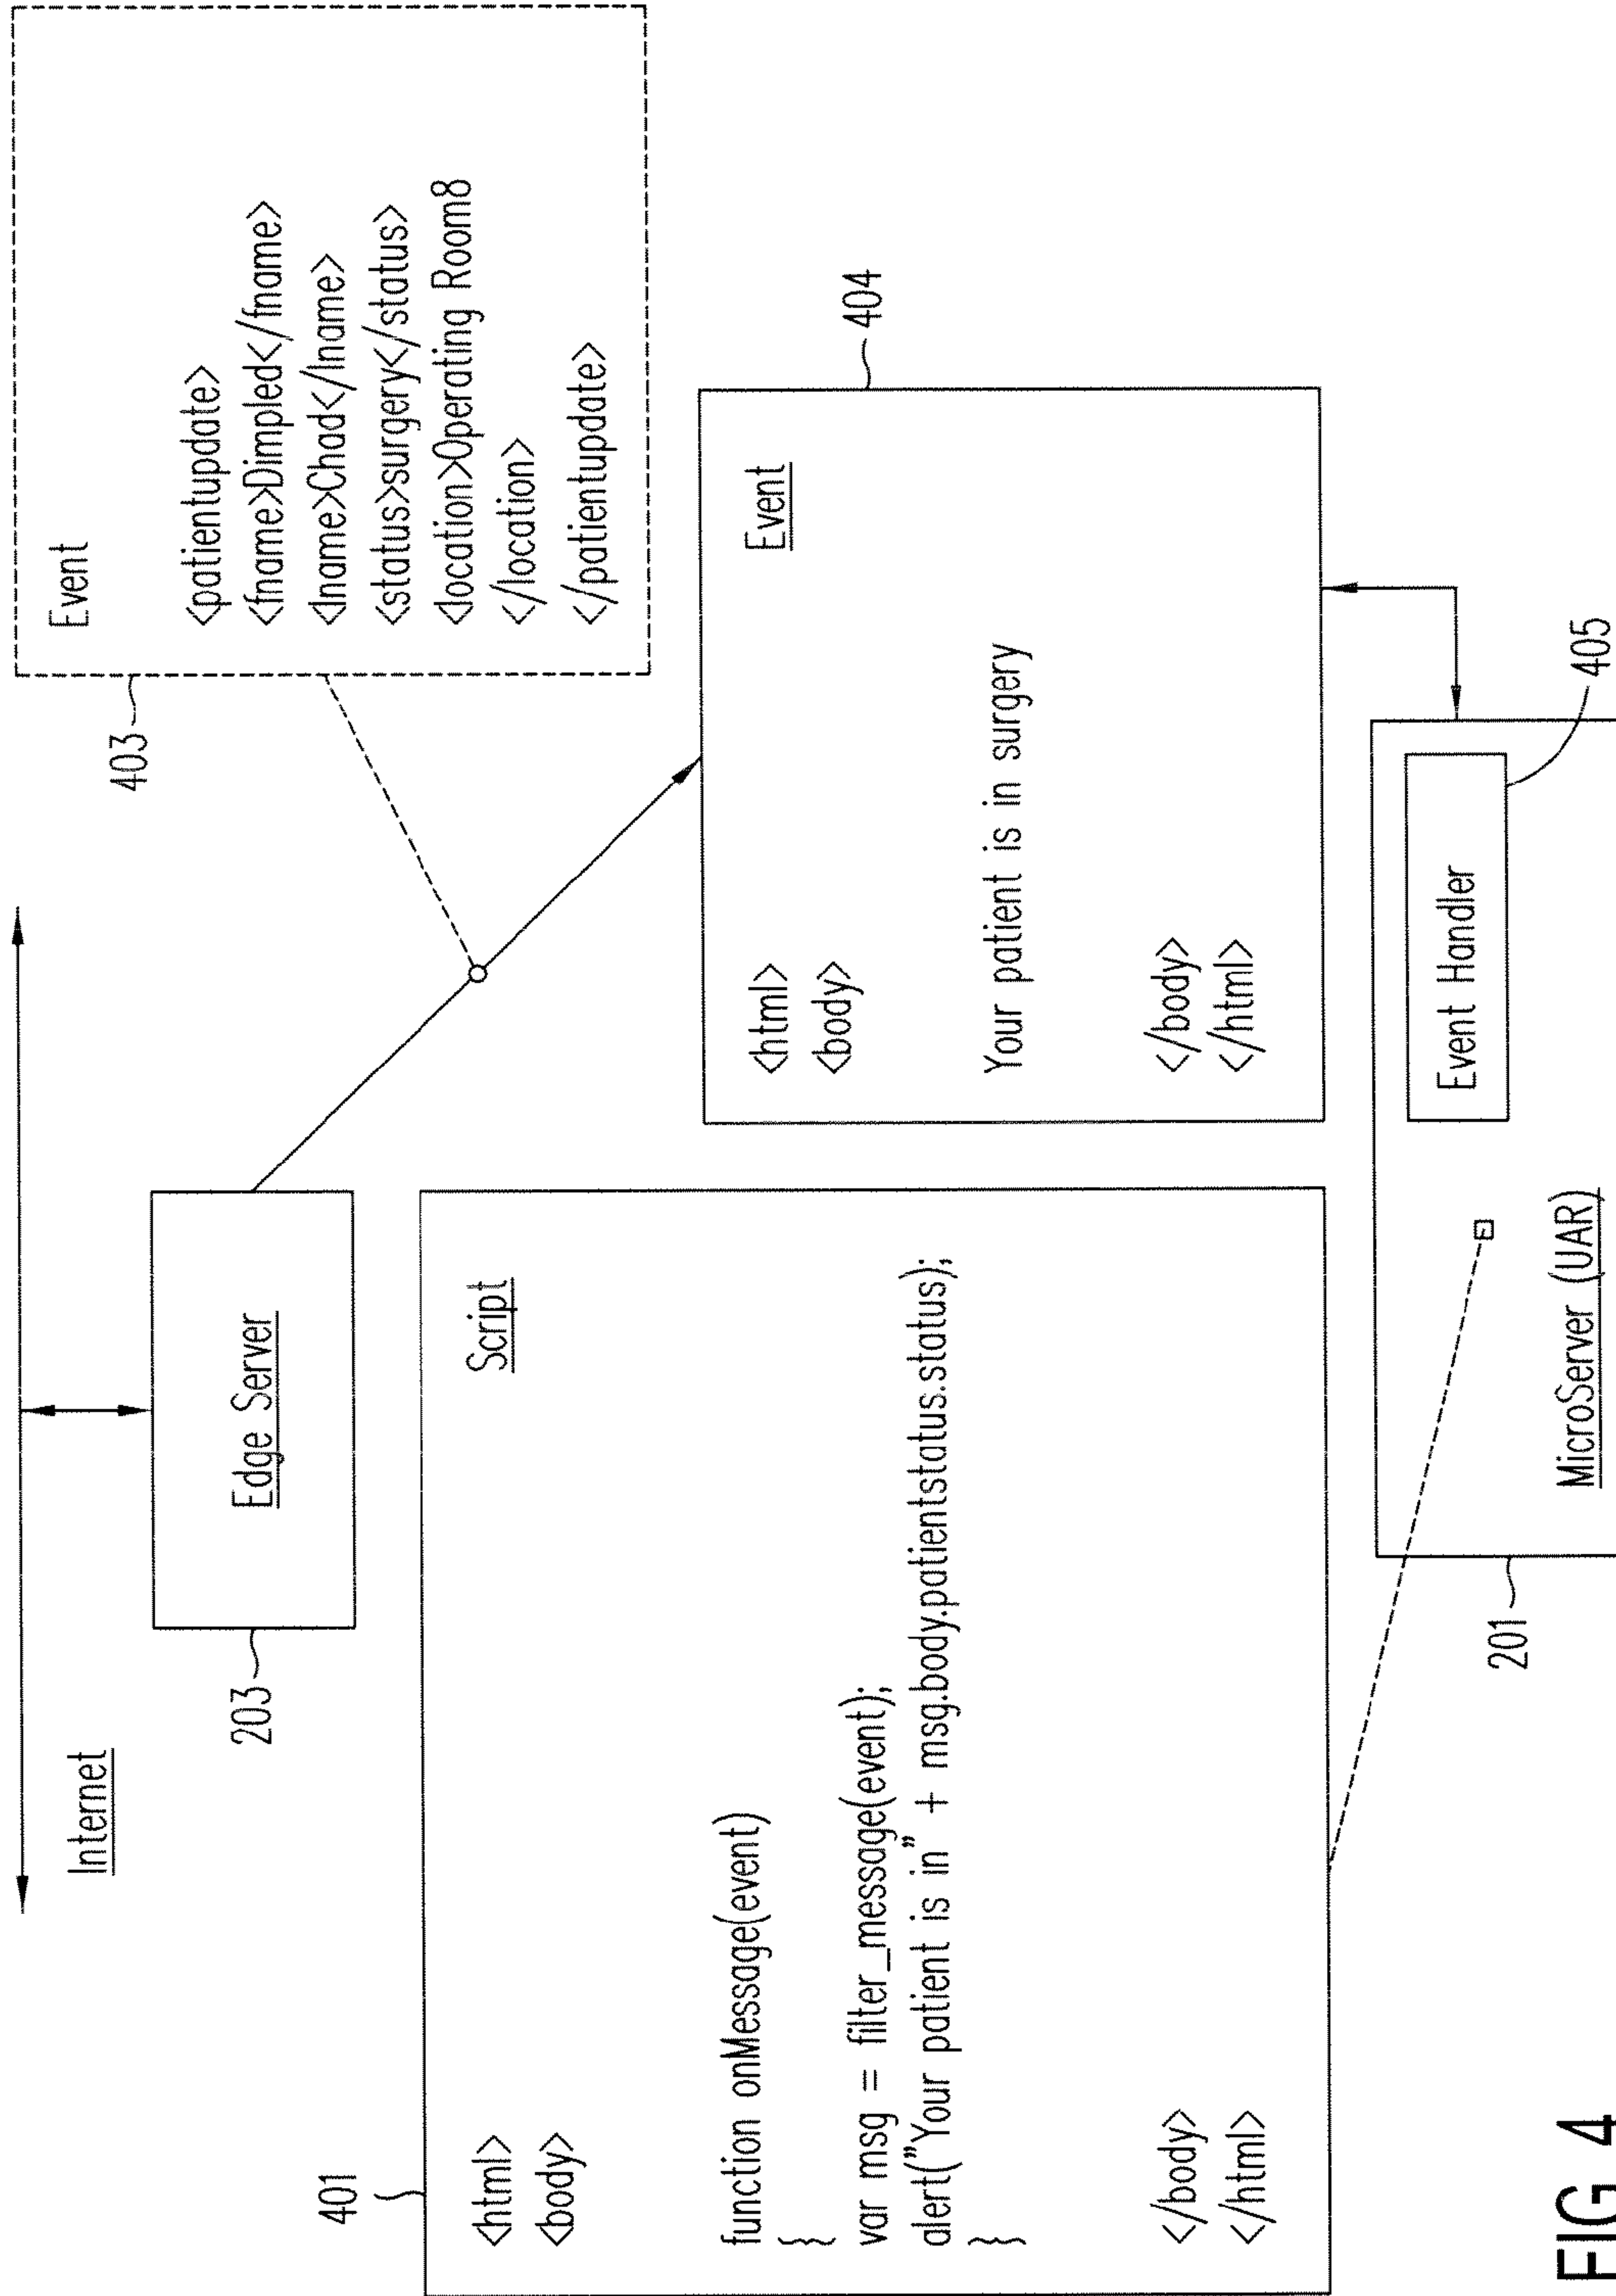 Internet
Edge Server
203
403
Event
<patientupdate>
<fname>Dimpled</fname>
<lname>Chad</lname>
<status>surgery</status>
<location>Operating Room8
</location>
</patientupdate>
401
Script
<html>
<body>
function onMessage(event)
}
var msg = filter_message(event);
alert("Your patient is in" + msg.body.patientstatus.status);
}
</body>
</html>
404
Event
<html>
<body>
Your patient is in surgery
</body>
</html>
201
Event Handler
405
MicroServer (UAR)
FIG 4